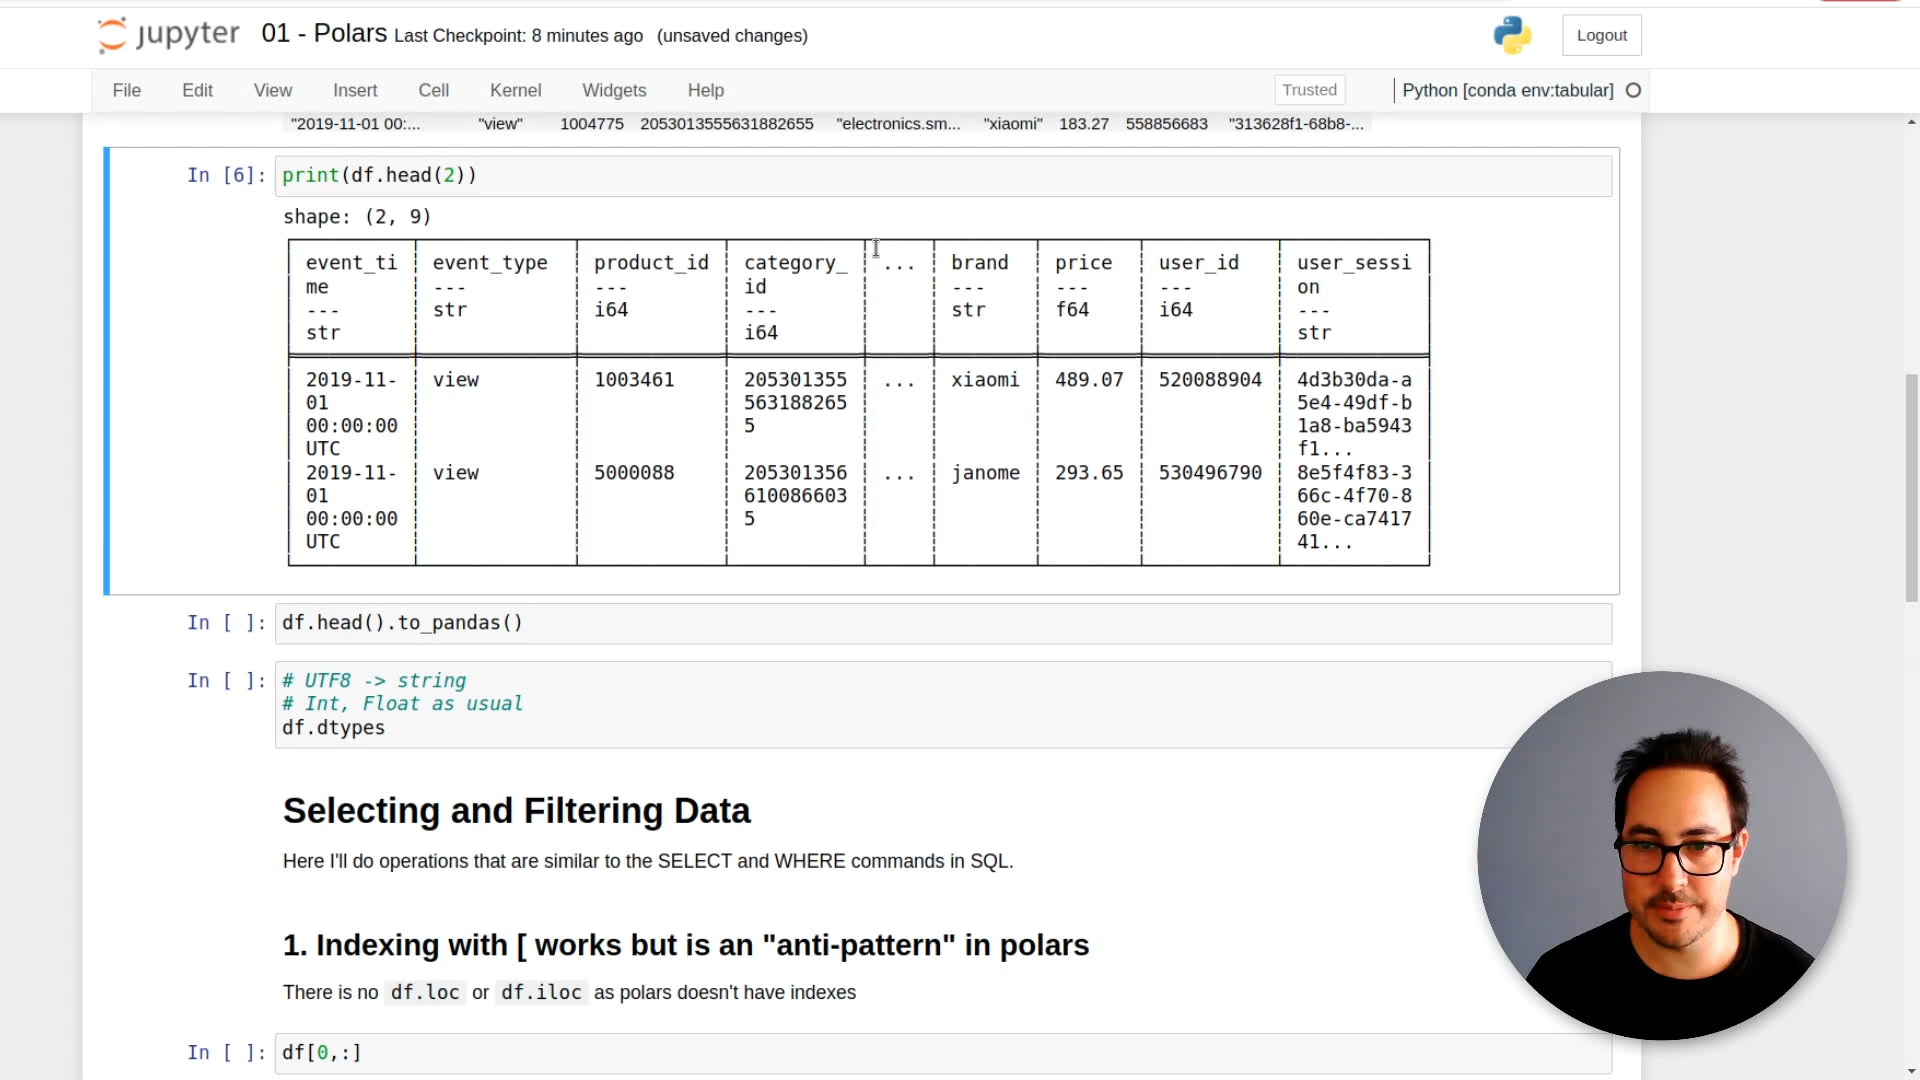 jupyter 01 - Polars Last Checkpoint: 8 minutes ago (unsaved changes) Logout
File Edit View Insert Cell Kernel Widgets Help Trusted Python [conda env:tabular]
"2019-11-01 00:... "view" 1004775 2053013555631882655 "electronics.sm... "xiaomi" 183.27 558856683 "313628f1-68b8-...
In [6]: print(df.head(2))
shape: (2, 9)
event_ti event_type product_id category_ ... brand price user_id user_sessi
me --- --- id --- --- --- on
--- str i64 --- str f64 i64 ---
str i64 str
2019-11- view 1003461 205301355 ... xiaomi 489.07 520088904 4d3b30da-a
01 563188265 5e4-49df-b
00:00:00 5 1a8-ba5943
UTC f1...
2019-11- view 5000088 205301356 ... janome 293.65 530496790 8e5f4f83-3
01 610086603 66c-4f70-8
00:00:00 5 60e-ca7417
UTC 41...
In [ ]: df.head().to_pandas()
In [ ]: # UTF8 -> string
# Int, Float as usual
df.dtypes
Selecting and Filtering Data
Here I'll do operations that are similar to the SELECT and WHERE commands in SQL.
1. Indexing with [ works but is an "anti-pattern" in polars
There is no df.loc or df.iloc as polars doesn't have indexes
In [ ]: df[0,:]